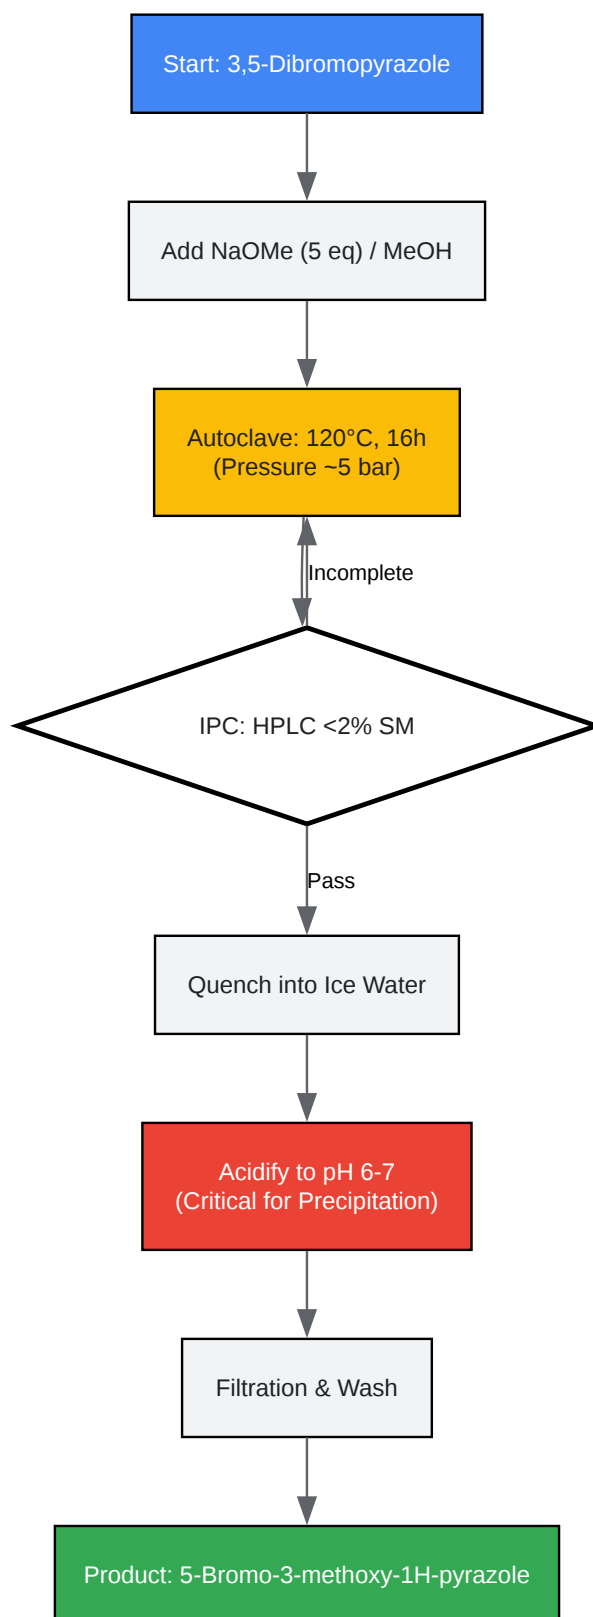 Start: 3,5-Dibromopyrazole
Add NaOMe (5 eq) / MeOH
Autoclave: 120°C, 16h
(Pressure ~5 bar)
Incomplete
IPC: HPLC <2% SM
Pass
Quench into Ice Water
Acidify to pH 6-7
(Critical for Precipitation)
Filtration & Wash
Product: 5-Bromo-3-methoxy-1H-pyrazole